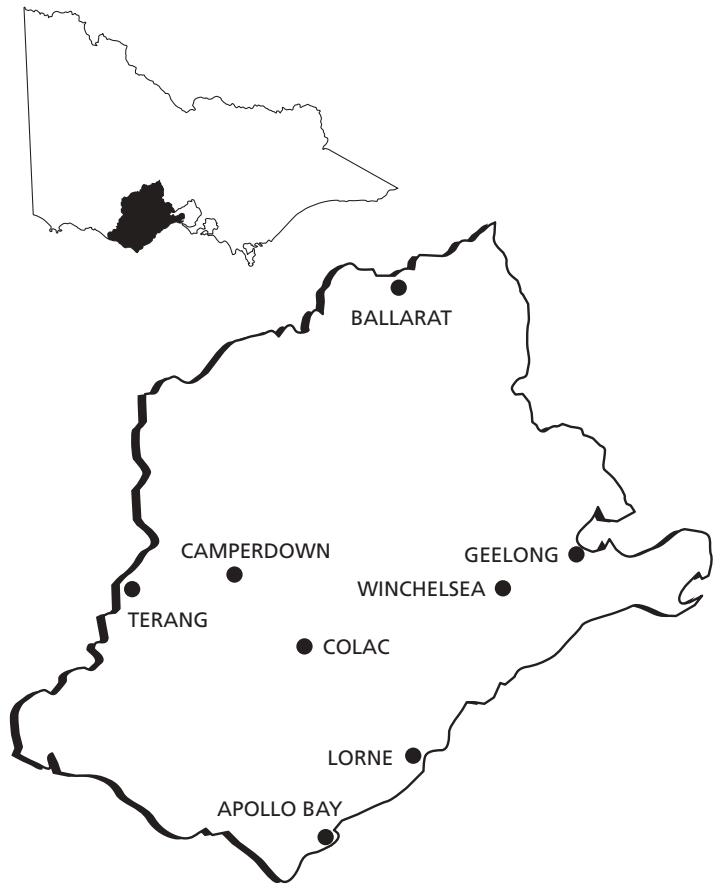 BALLARAT
CAMPERDOWN
GEELONG
WINCHELSEA
TERANG
COLAC
LORNE
APOLLO BAY